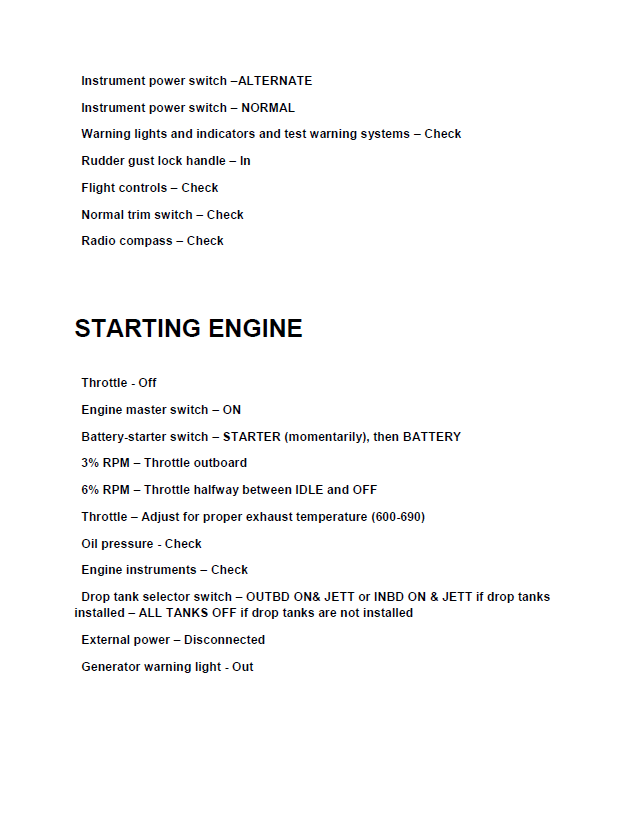 Instrument power switch –ALTERNATE
Instrument power switch – NORMAL
Warning lights and indicators and test warning systems – Check
Rudder gust lock handle – In
Flight controls – Check
Normal trim switch – Check
Radio compass – Check
STARTING ENGINE
Throttle - Off
Engine master switch – ON
Battery-starter switch – STARTER (momentarily), then BATTERY
3% RPM – Throttle outboard
6% RPM – Throttle halfway between IDLE and OFF
Throttle – Adjust for proper exhaust temperature (600-690)
Oil pressure - Check
Engine instruments – Check
Drop tank selector switch – OUTBD ON& JETT or INBD ON & JETT if drop tanks
installed – ALL TANKS OFF if drop tanks are not installed
External power – Disconnected
Generator warning light - Out